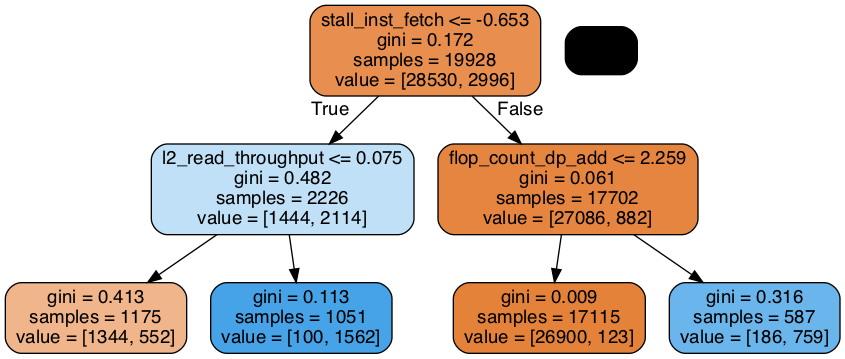 stall_inst_fetch <= -0.653
gini = 0.172
samples = 19928
value = [28530, 2996]
True
False
l2_read_throughput <= 0.075
gini = 0.482
samples = 2226
value = [1444, 2114]
flop_count_dp_add <= 2.259
gini = 0.061
samples = 17702
value = [27086, 882]
gini = 0.413
samples = 1175
value = [1344, 552]
gini = 0.113
samples = 1051
value = [100, 1562]
gini = 0.009
samples = 17115
value = [26900, 123]
gini = 0.316
samples = 587
value = [186, 759]